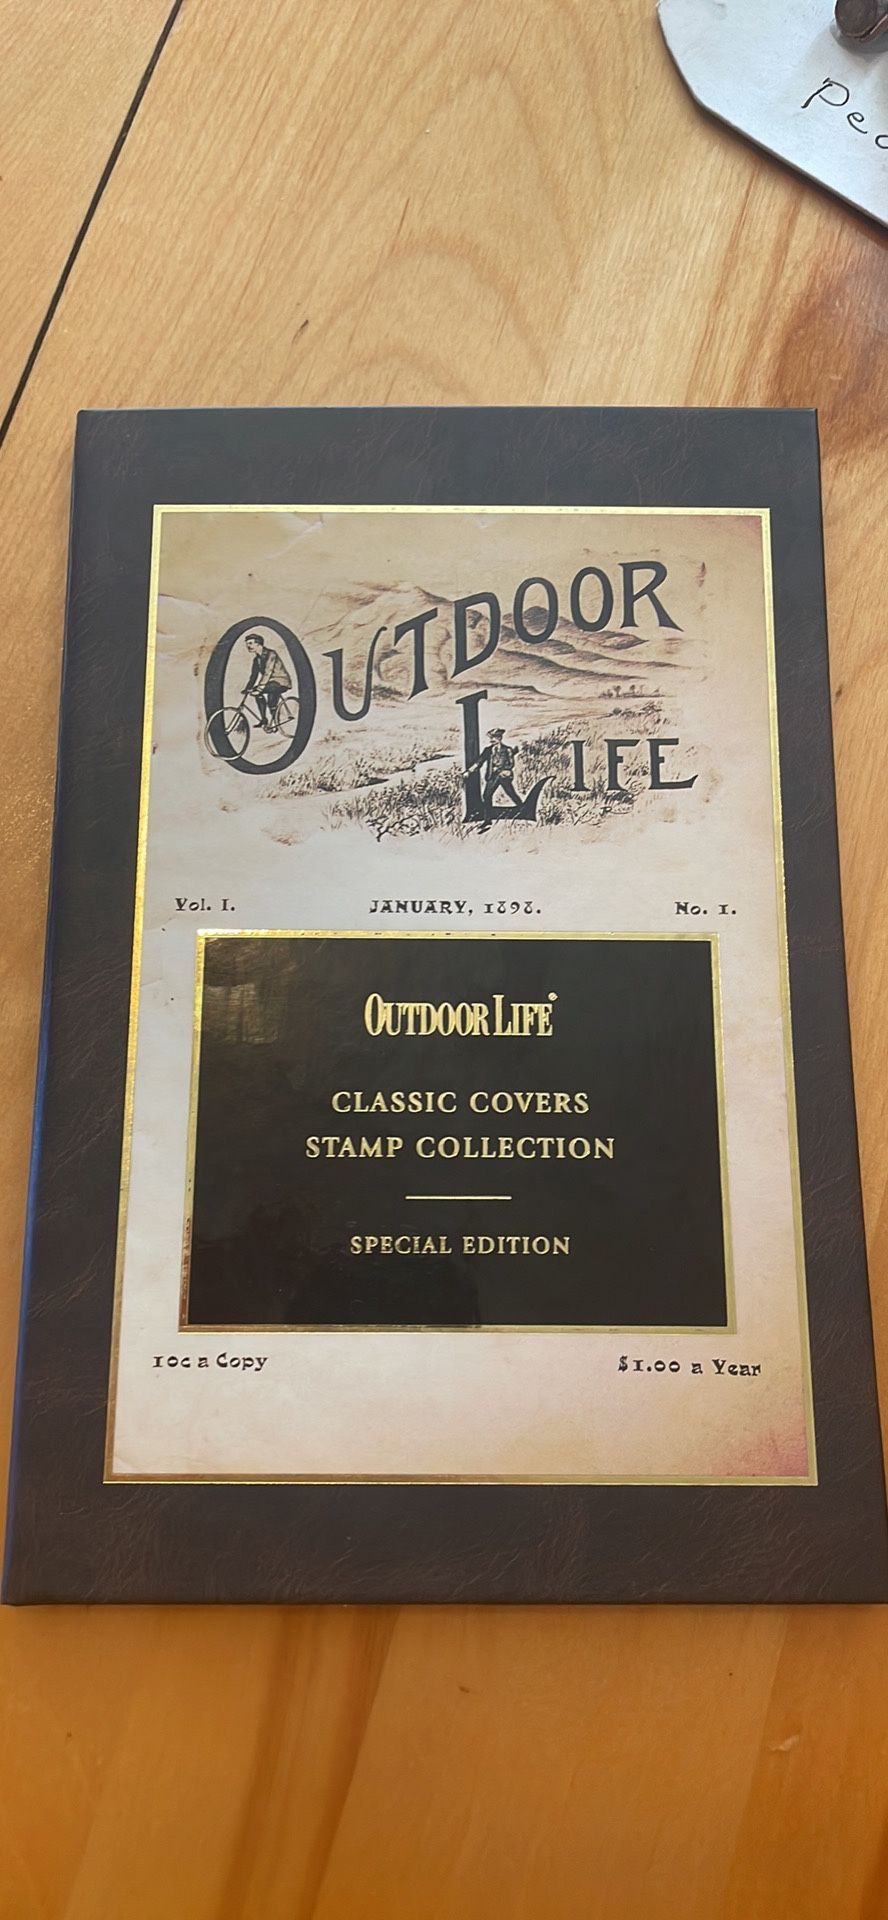 OUTDOOR
LIFE
Vol. I. JANUARY, 1898. No. 1.
OUTDOOR LIFE®
CLASSIC COVERS
STAMP COLLECTION
SPECIAL EDITION
10c a Copy $1.00 a Year